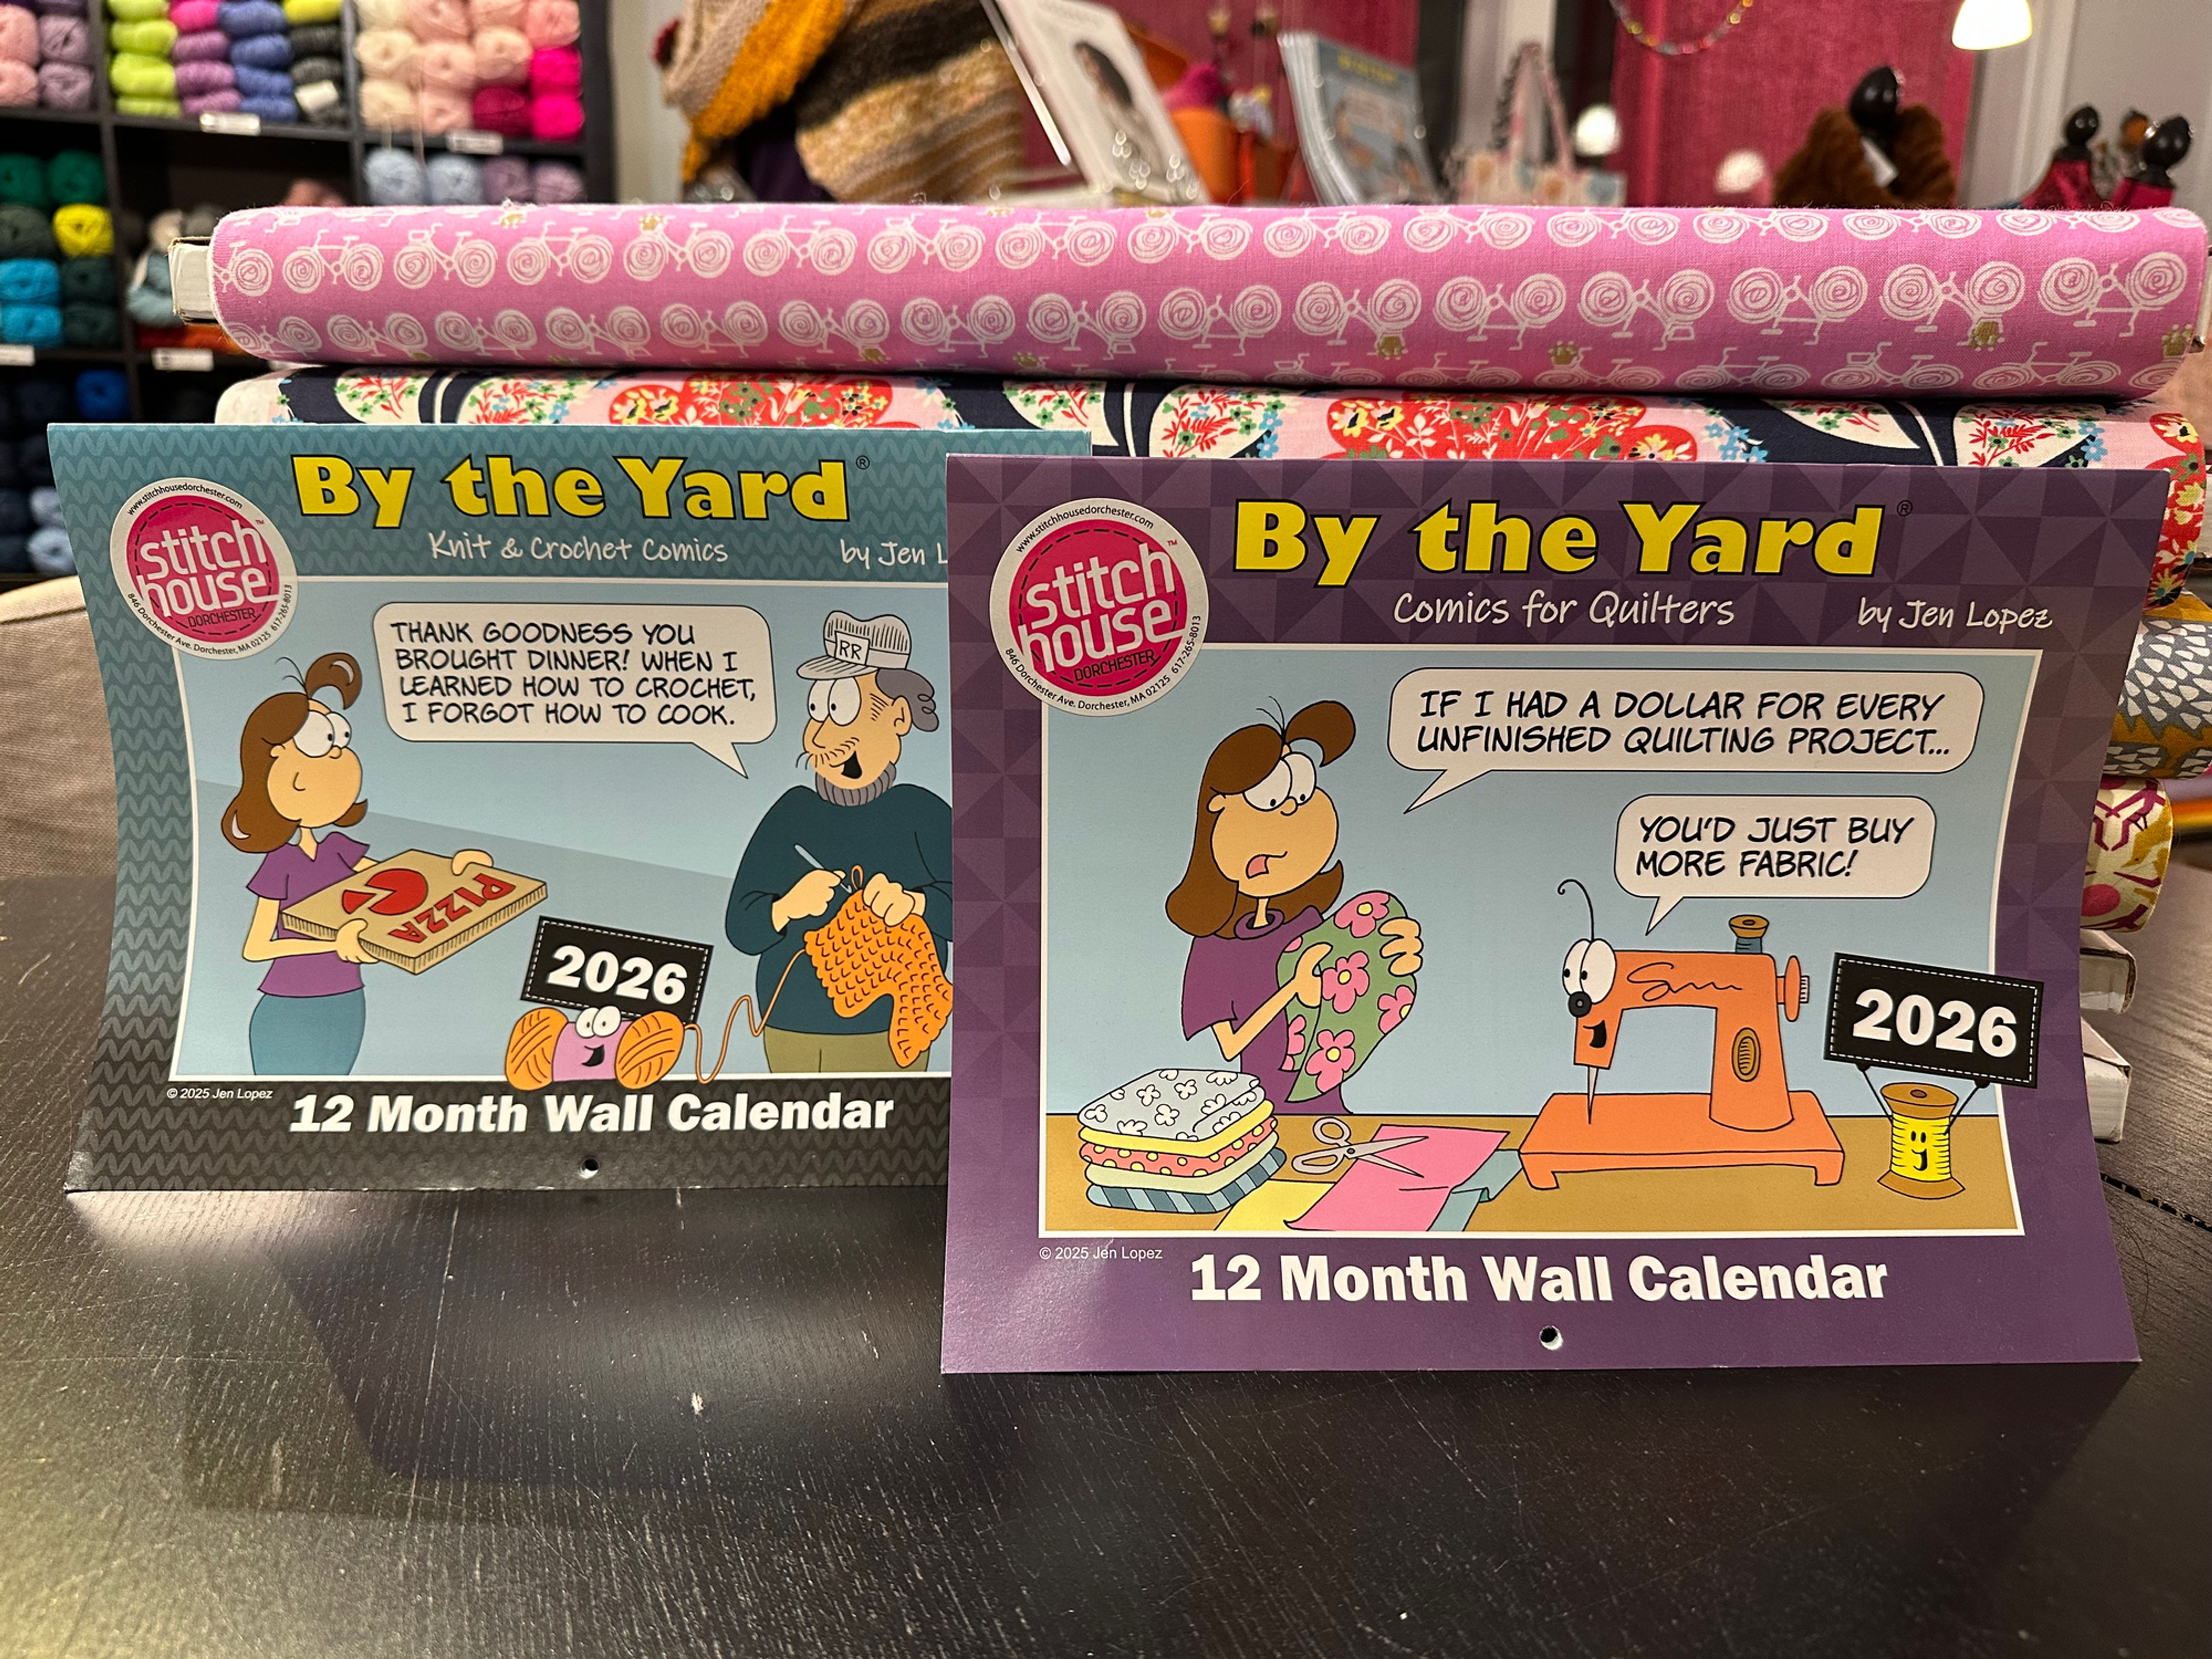 By the Yard®
Knit & Crochet Comics
by Jen L
www.stitchhousedorchester.com
stitch™
house
DORCHESTER
846 Dorchester Ave. Dorchester, MA 02125 617-265-8013
THANK GOODNESS YOU
BROUGHT DINNER! WHEN I
LEARNED HOW TO CROCHET,
I FORGOT HOW TO COOK.
RR
PIZZA
2026
© 2025 Jen Lopez
12 Month Wall Calendar
By the Yard®
Comics for Quilters
by Jen Lopez
www.stitchhousedorchester.com
stitch™
house
DORCHESTER
846 Dorchester Ave. Dorchester, MA 02125 617-265-8013
IF I HAD A DOLLAR FOR EVERY
UNFINISHED QUILTING PROJECT...
YOU'D JUST BUY
MORE FABRIC!
2026
© 2025 Jen Lopez
12 Month Wall Calendar